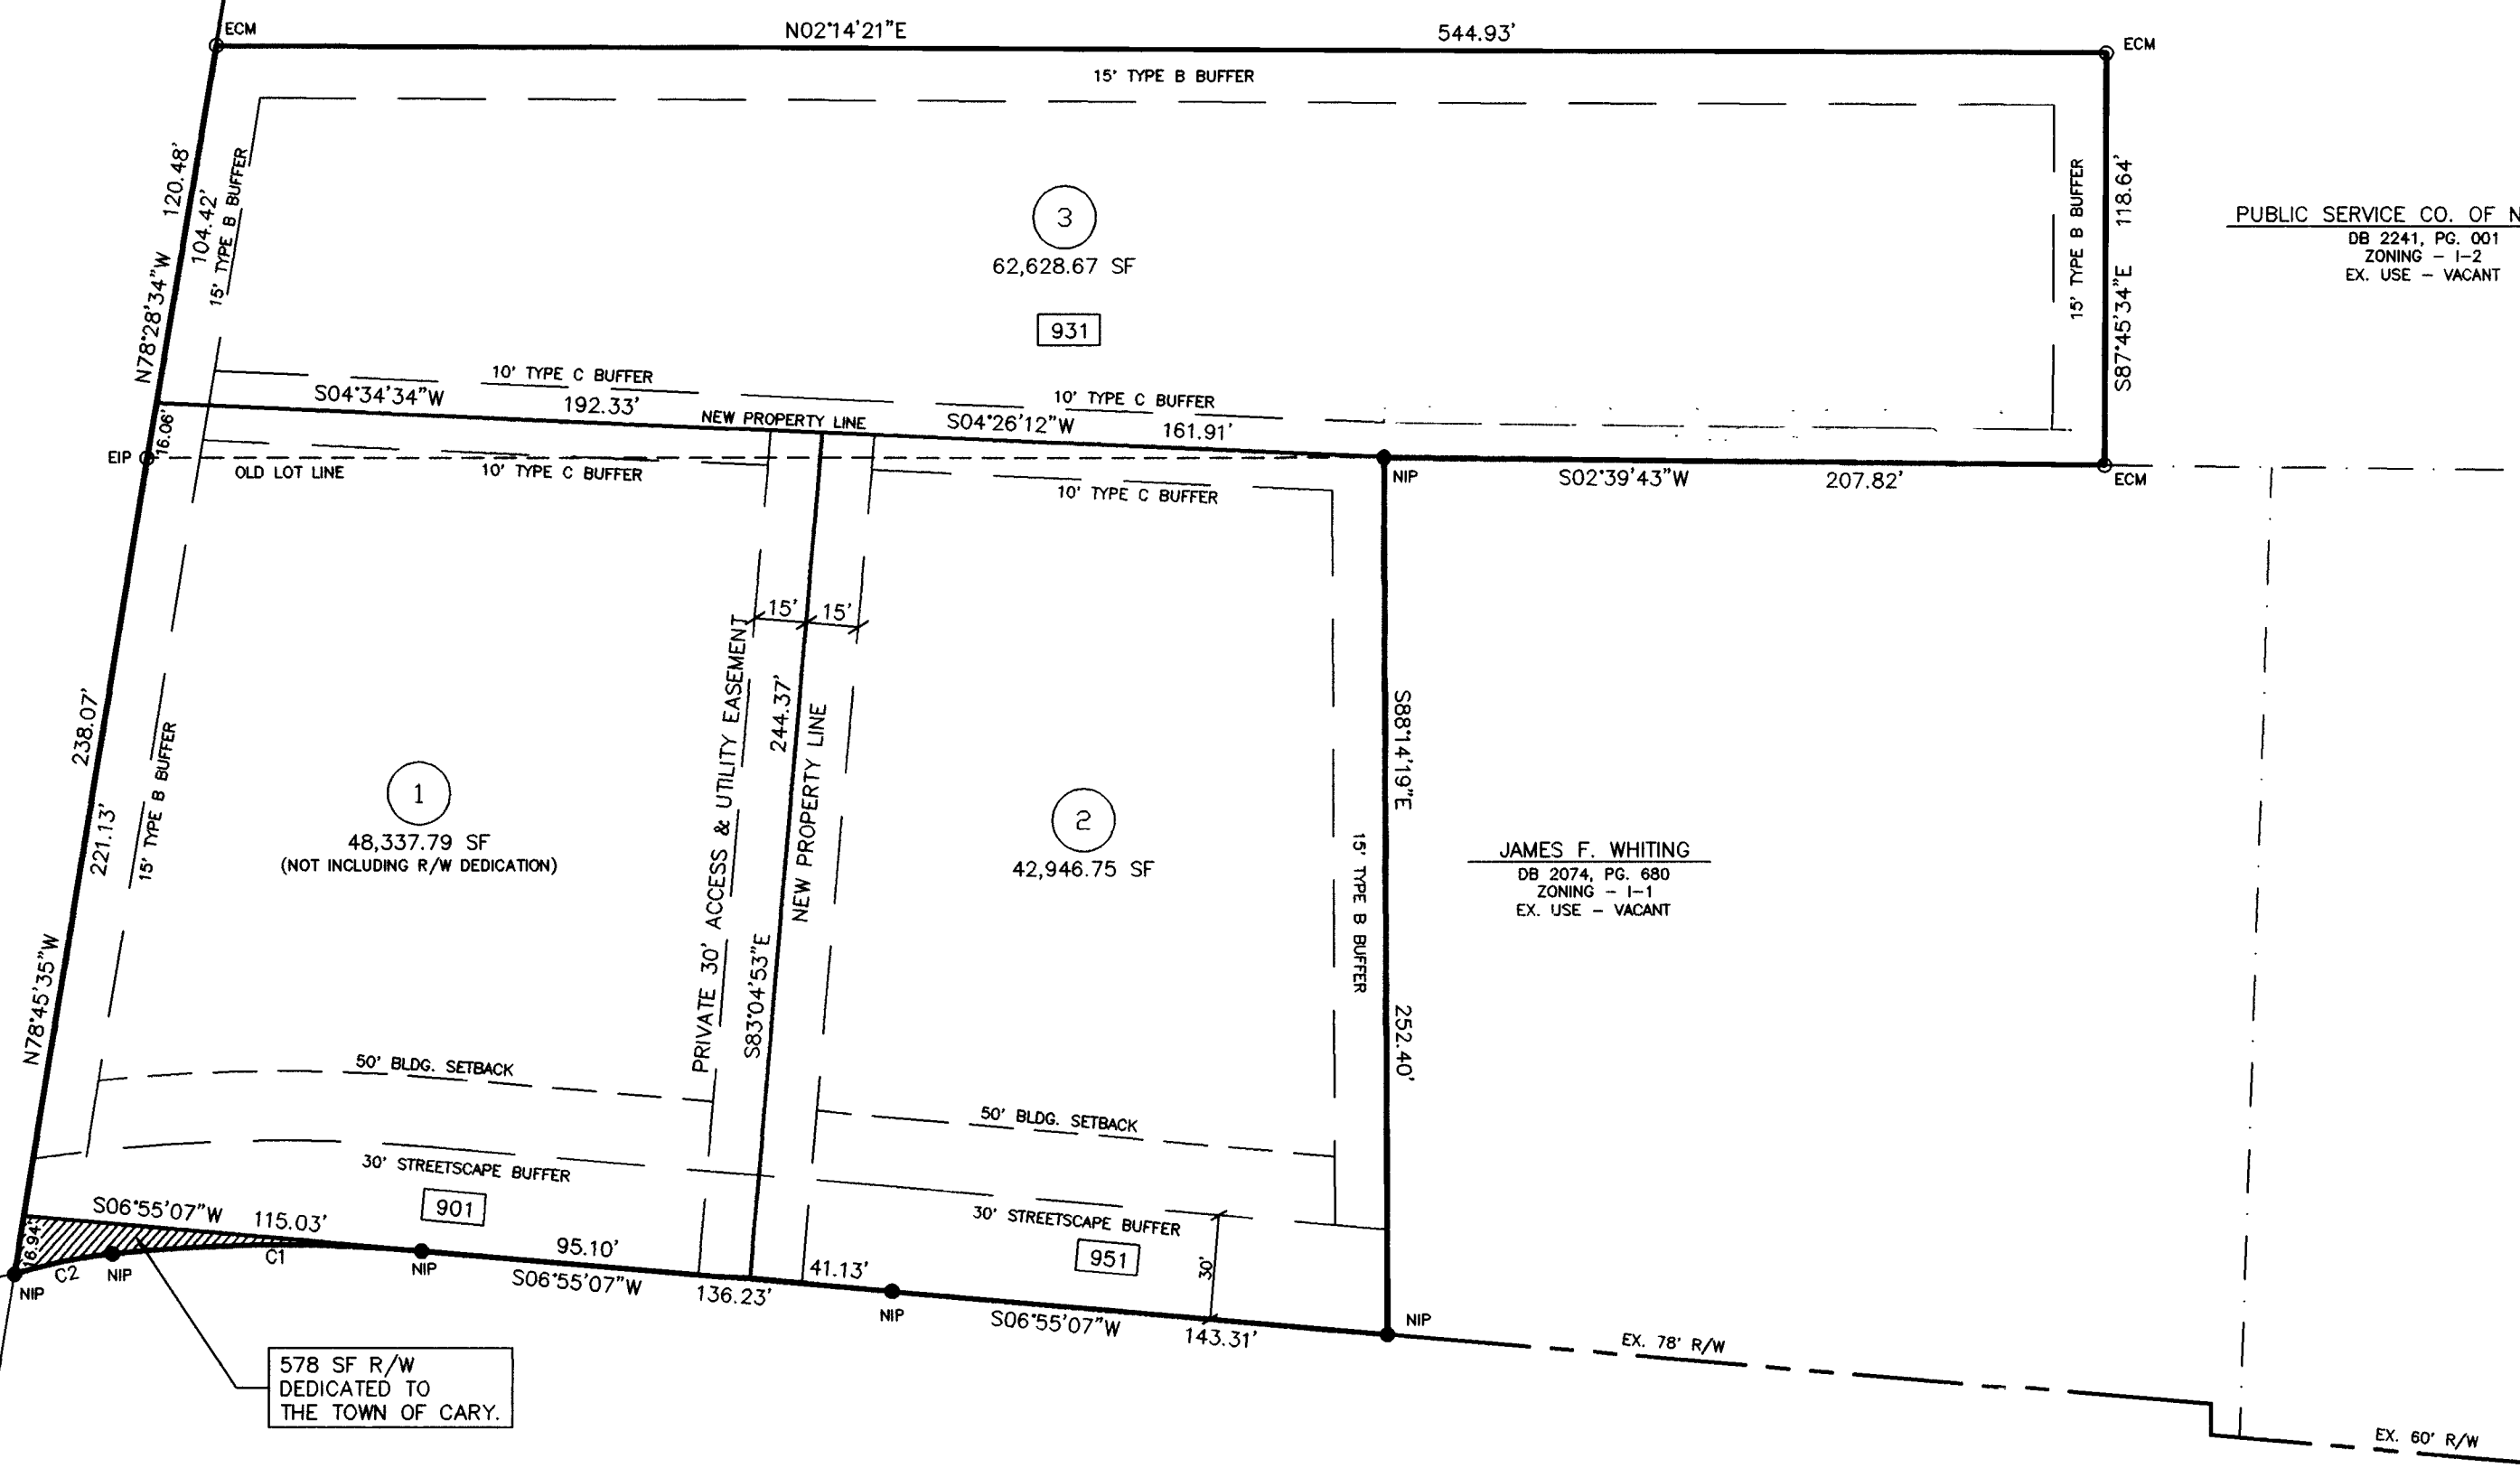 ECM
N02°14'21"E
544.93'
ECM
15' TYPE B BUFFER
120.48'
104.42'
15' TYPE B BUFFER
N78°28'34"W
3
62,628.67 SF
931
15' TYPE B BUFFER
118.64'
S87°45'34"E
PUBLIC SERVICE CO. OF N
DB 2241, PG. 001
ZONING - I-2
EX. USE - VACANT
10' TYPE C BUFFER
S04°34'34"W
192.33'
NEW PROPERTY LINE
10' TYPE C BUFFER
S04°26'12"W
161.91'
16.06'
EIP
OLD LOT LINE
10' TYPE C BUFFER
10' TYPE C BUFFER
NIP
S02°39'43"W
207.82'
ECM
15'
15'
238.07'
221.13'
15' TYPE B BUFFER
N78°45'35"W
1
48,337.79 SF
(NOT INCLUDING R/W DEDICATION)
PRIVATE 30' ACCESS & UTILITY EASEMENT
244.37'
S83°04'53"E
NEW PROPERTY LINE
2
42,946.75 SF
15' TYPE B BUFFER
S88°14'19"E
252.40'
JAMES F. WHITING
DB 2074, PG. 680
ZONING - I-1
EX. USE - VACANT
50' BLDG. SETBACK
50' BLDG. SETBACK
30' STREETSCAPE BUFFER
30' STREETSCAPE BUFFER
S06°55'07"W
115.03'
901
951
30'
16.94'
C2
NIP
C1
NIP
NIP
95.10'
S06°55'07"W
136.23'
41.13'
NIP
S06°55'07"W
143.31'
NIP
EX. 78' R/W
EX. 60' R/W
578 SF R/W
DEDICATED TO
THE TOWN OF CARY.